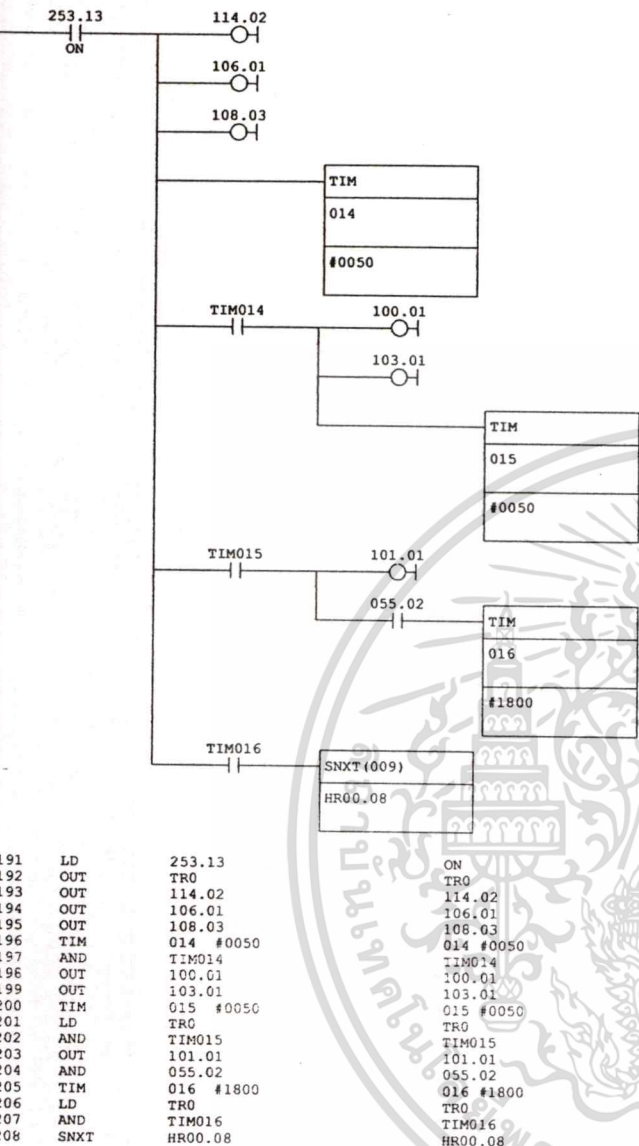 253.13 114.02
ON
106.01
108.03
TIM
014
#0050
TIM014 100.01
103.01
TIM
015
#0050
TIM015 101.01
055.02
TIM
016
#1800
TIM016
SNXT(009)
HR00.08
191 LD 253.13 ON
192 OUT TR0 TR0
193 OUT 114.02 114.02
194 OUT 106.01 106.01
195 OUT 108.03 108.03
196 TIM 014 #0050 014 #0050
197 AND TIM014 TIM014
198 OUT 100.01 100.01
199 OUT 103.01 103.01
200 TIM 015 #0050 015 #0050
201 LD TR0 TR0
202 AND TIM015 TIM015
203 OUT 101.01 101.01
204 AND 055.02 055.02
205 TIM 016 #1800 016 #1800
206 LD TR0 TR0
207 AND TIM016 TIM016
208 SNXT HR00.08 HR00.08